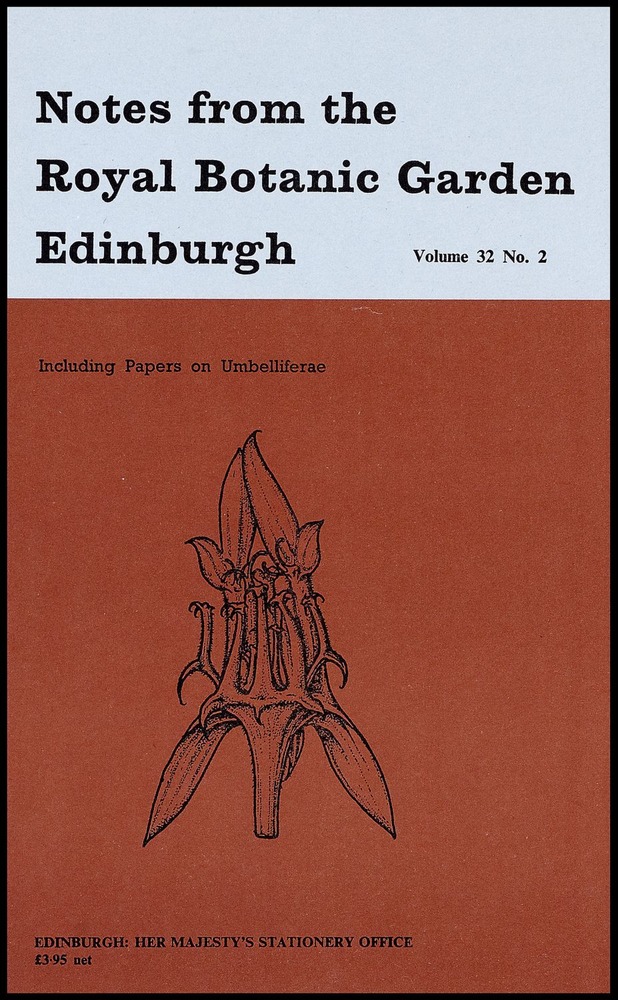 Notes from the
Royal Botanic Garden
Edinburgh
Volume 32 No. 2
Including Papers on Umbelliferae
EDINBURGH: HER MAJESTY'S STATIONERY OFFICE
£3·95 net